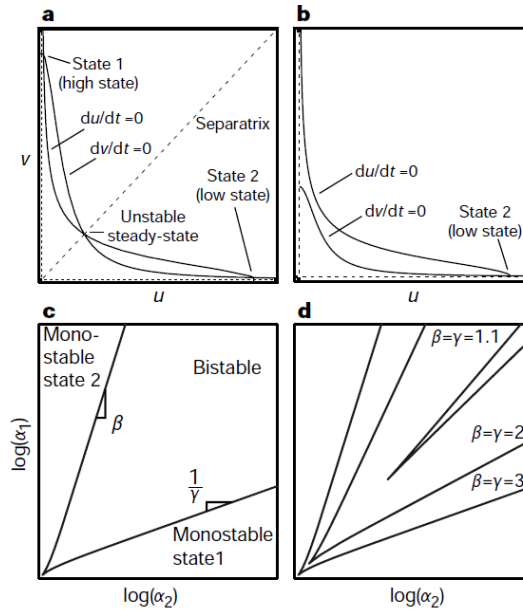 a
State 1
(high state)
du/dt =0
dv/dt =0
Separatrix
v
State 2
(low state)
Unstable
steady-state
u
b
du/dt =0
dv/dt =0
State 2
(low state)
u
c
Mono-
stable
state 2
Bistable
β
log(α1)
1
γ
Monostable
state1
log(α2)
d
β=γ=1.1
β=γ=2
β=γ=3
log(α2)